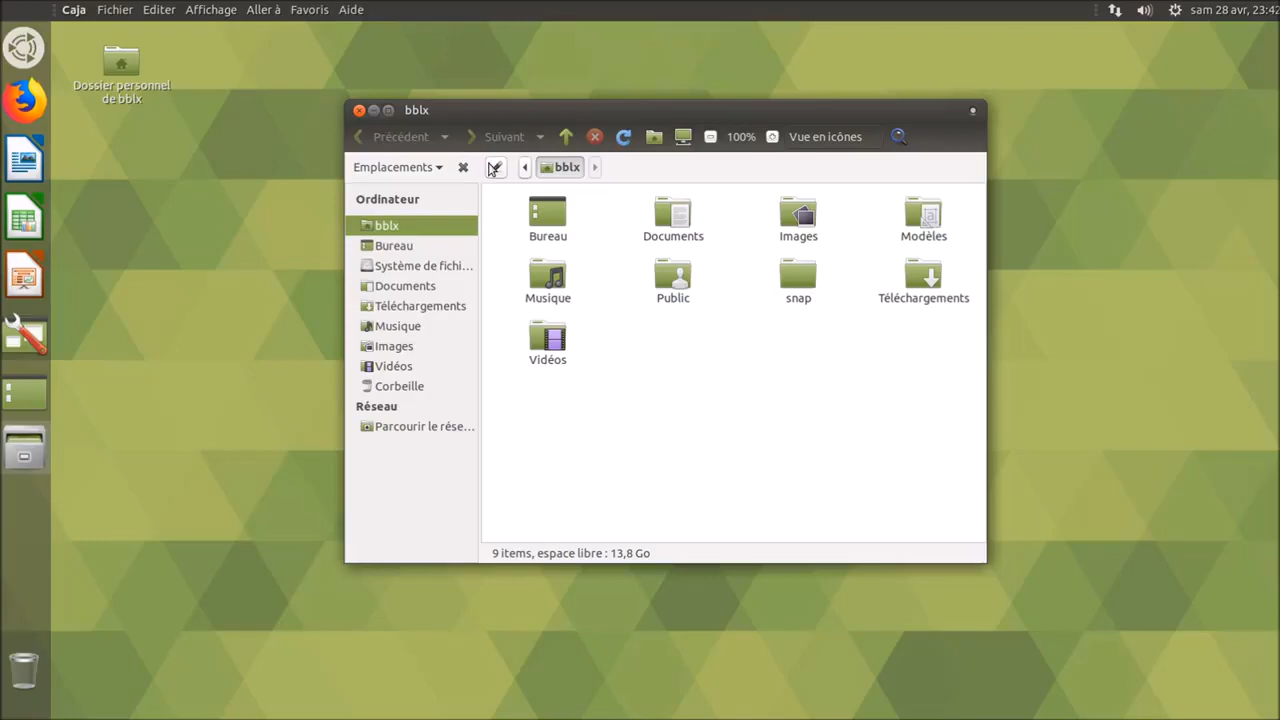 Caja Fichier Editer Affichage Aller à Favoris Aide
sam 28 avr, 23:42
Dossier personnel
de bblx
bblx
Précédent Suivant 100% Vue en icônes
Emplacements bblx
Ordinateur
bblx
Bureau
Système de fichi...
Documents
Téléchargements
Musique
Images
Vidéos
Corbeille
Réseau
Parcourir le rése...
Bureau Documents Images Modèles
Musique Public snap Téléchargements
Vidéos
9 items, espace libre : 13,8 Go